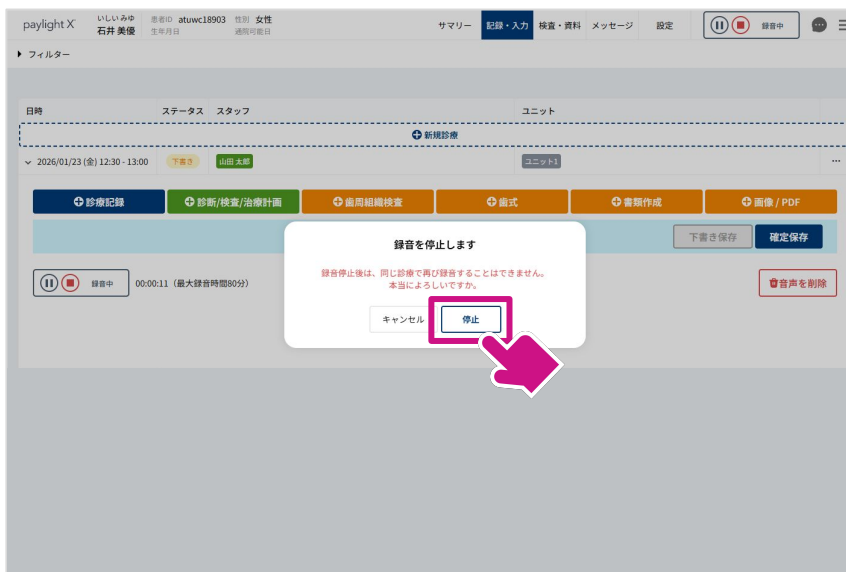 paylight X いしい みゆ 石井 美優 患者ID atuwc18903 性別 女性 生年月日 通院可能日 サマリー 記録・入力 検査・資料 メッセージ 設定 録音中
フィルター
日時 ステータス スタッフ ユニット
新規診療
2026/01/23 (金) 12:30 - 13:00 下書き 山田 太郎 ユニット1
診療記録 診断/検査/治療計画 歯周組織検査 歯式 書類作成 画像 / PDF
下書き保存 確定保存
録音を停止します
録音停止後は、同じ診療で再び録音することはできません。
本当によろしいですか。
キャンセル 停止
録音中 00:00:11（最大録音時間80分） 音声を削除